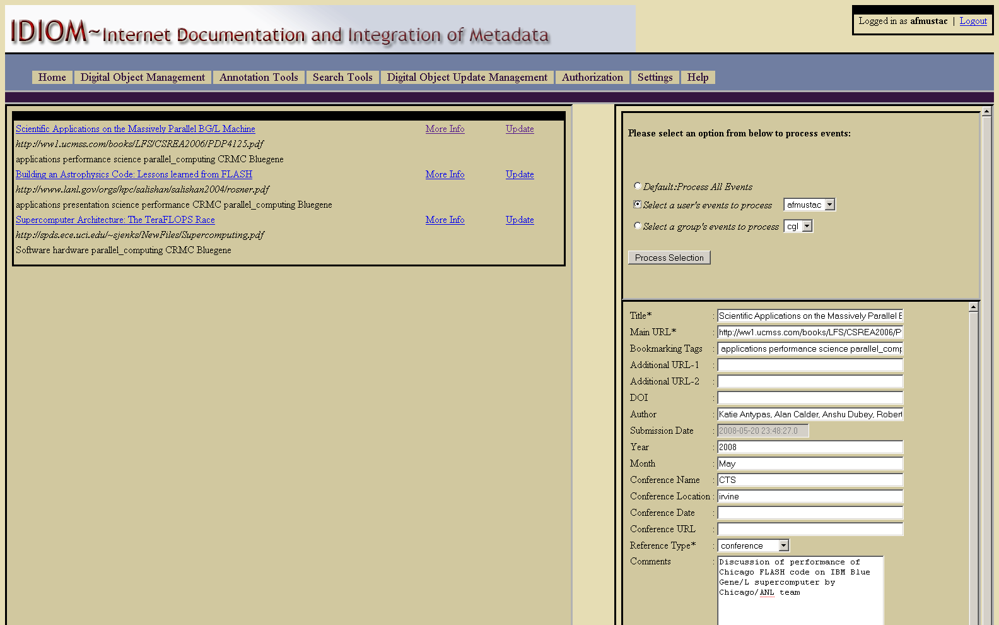 IDIOM~Internet Documentation and Integration of Metadata
Logged in as afmustac | Logout
Home Digital Object Management Annotation Tools Search Tools Digital Object Update Management Authorization Settings Help
Scientific Applications on the Massively Parallel BG/L Machine More Info Update
http://ww1.ucmss.com/books/LFS/CSREA2006/PDP4125.pdf
applications performance science parallel_computing CRMC Bluegene
Building an Astrophysics Code: Lessons learned from FLASH More Info Update
http://www.lanl.gov/orgs/hpc/salishan/salishan2004/rosner.pdf
applications presentation science performance CRMC parallel_computing Bluegene
Supercomputer Architecture: The TeraFLOPS Race More Info Update
http://spds.ece.uci.edu/~sjenks/NewFiles/Supercomputing.pdf
Software hardware parallel_computing CRMC Bluegene
Please select an option from below to process events:
Default:Process All Events
Select a user's events to process afmustac
Select a group's events to process cgl
Process Selection
Title* : Scientific Applications on the Massively Parallel
Main URL* : http://ww1.ucmss.com/books/LFS/CSREA2006/P
Bookmarking Tags : applications performance science parallel_comp
Additional URL-1 :
Additional URL-2 :
DOI :
Author : Katie Antypas, Alan Calder, Anshu Dubey, Robert
Submission Date : 2008-05-20 23:48:27.0
Year : 2008
Month : May
Conference Name : CTS
Conference Location : irvine
Conference Date :
Conference URL :
Reference Type* : conference
Comments : Discussion of performance of
Chicago FLASH code on IBM Blue
Gene/L supercomputer by
Chicago/ANL team